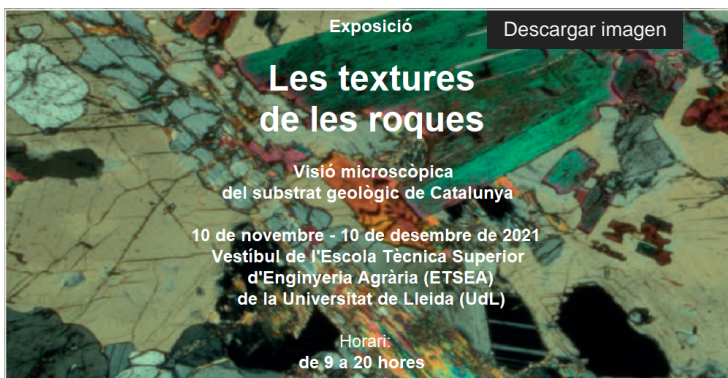 Exposició
Descargar imagen
Les textures
de les roques
Visió microscòpica
del substrat geològic de Catalunya
10 de novembre - 10 de desembre de 2021
Vestíbul de l'Escola Tècnica Superior
d'Enginyeria Agrària (ETSEA)
de la Universitat de Lleida (UdL)
Horari:
de 9 a 20 hores